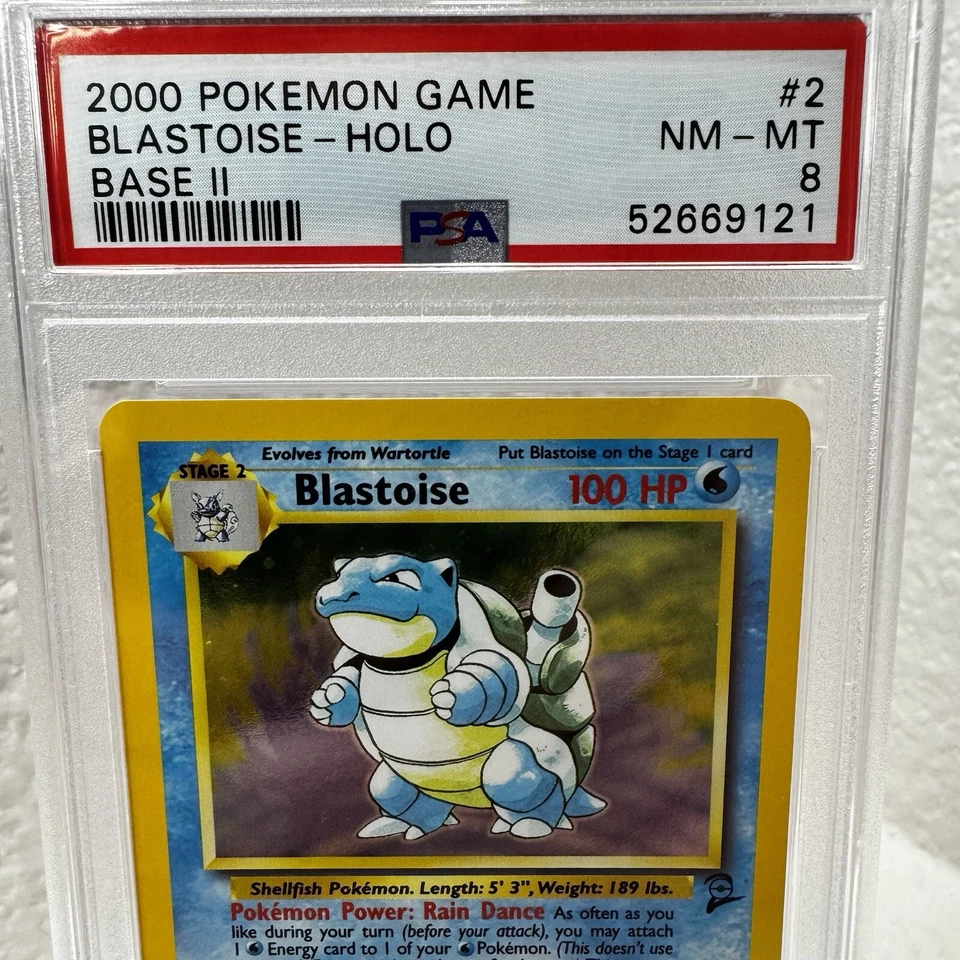 2000 POKEMON GAME #2
BLASTOISE - HOLO NM - MT
BASE II 8
PSA 52669121
Evolves from Wartortle Put Blastoise on the Stage 1 card
STAGE 2
Blastoise 100 HP
Shellfish Pokémon. Length: 5' 3", Weight: 189 lbs.
Pokémon Power: Rain Dance As often as you
like during your turn (before your attack), you may attach
1 Energy card to 1 of your Pokémon. (This doesn't use